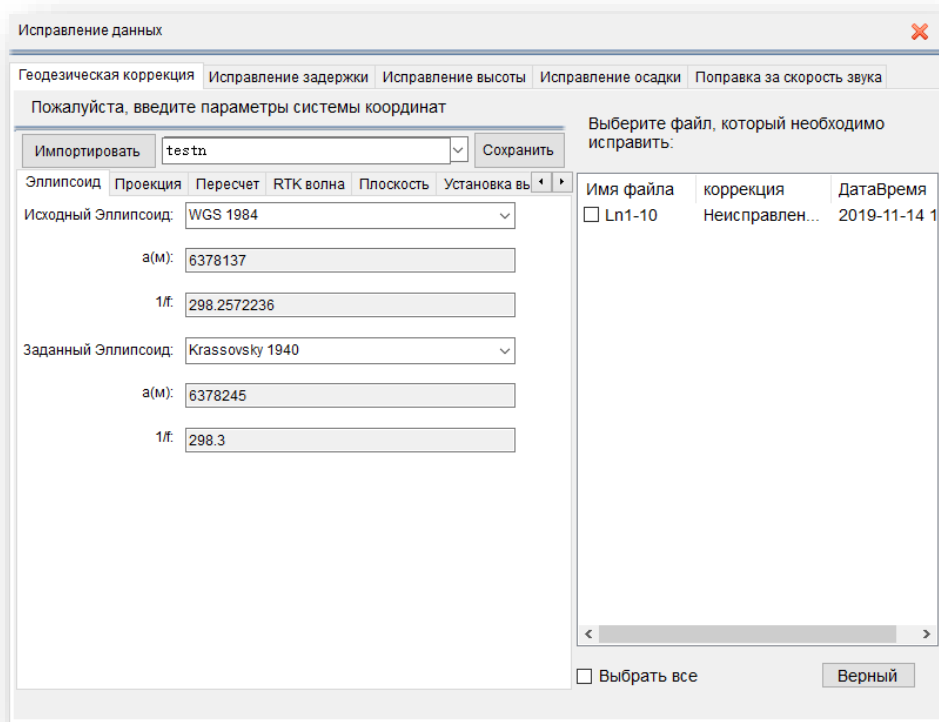 Исправление данных
Геодезическая коррекция Исправление задержки Исправление высоты Исправление осадки Поправка за скорость звука
Пожалуйста, введите параметры системы координат
Импортировать testn Сохранить
Эллипсоид Проекция Пересчет RTK волна Плоскость Установка вы
Исходный Эллипсоид: WGS 1984
a(м): 6378137
1/f: 298.2572236
Заданный Эллипсоид: Krassovsky 1940
a(м): 6378245
1/f: 298.3
Выберите файл, который необходимо
исправить:
Имя файла коррекция ДатаВремя
Ln1-10 Неисправлен... 2019-11-14 1
Выбрать все Верный